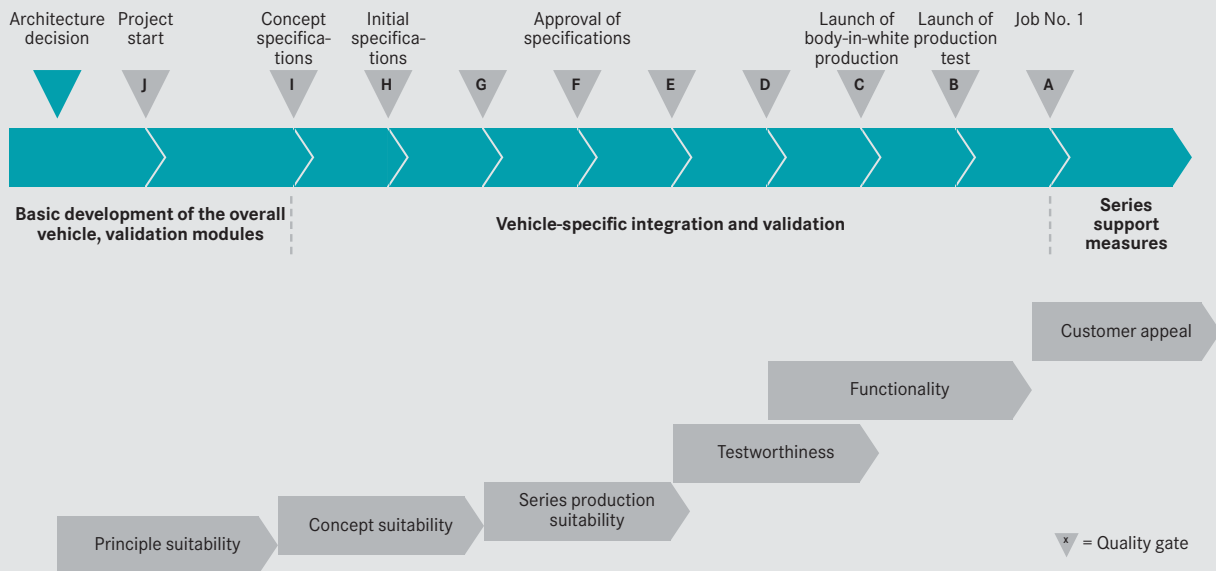 Architecture
decision
Project
start
Concept
specifica-
tions
Initial
specifica-
tions
Approval of
specifications
Launch of
body-in-white
production
Launch of
production
test
Job No. 1
J
I
H
G
F
E
D
C
B
A
Basic development of the overall
vehicle, validation modules
Vehicle-specific integration and validation
Series
support
measures
Customer appeal
Functionality
Testworthiness
Series production
suitability
Concept suitability
Principle suitability
x = Quality gate